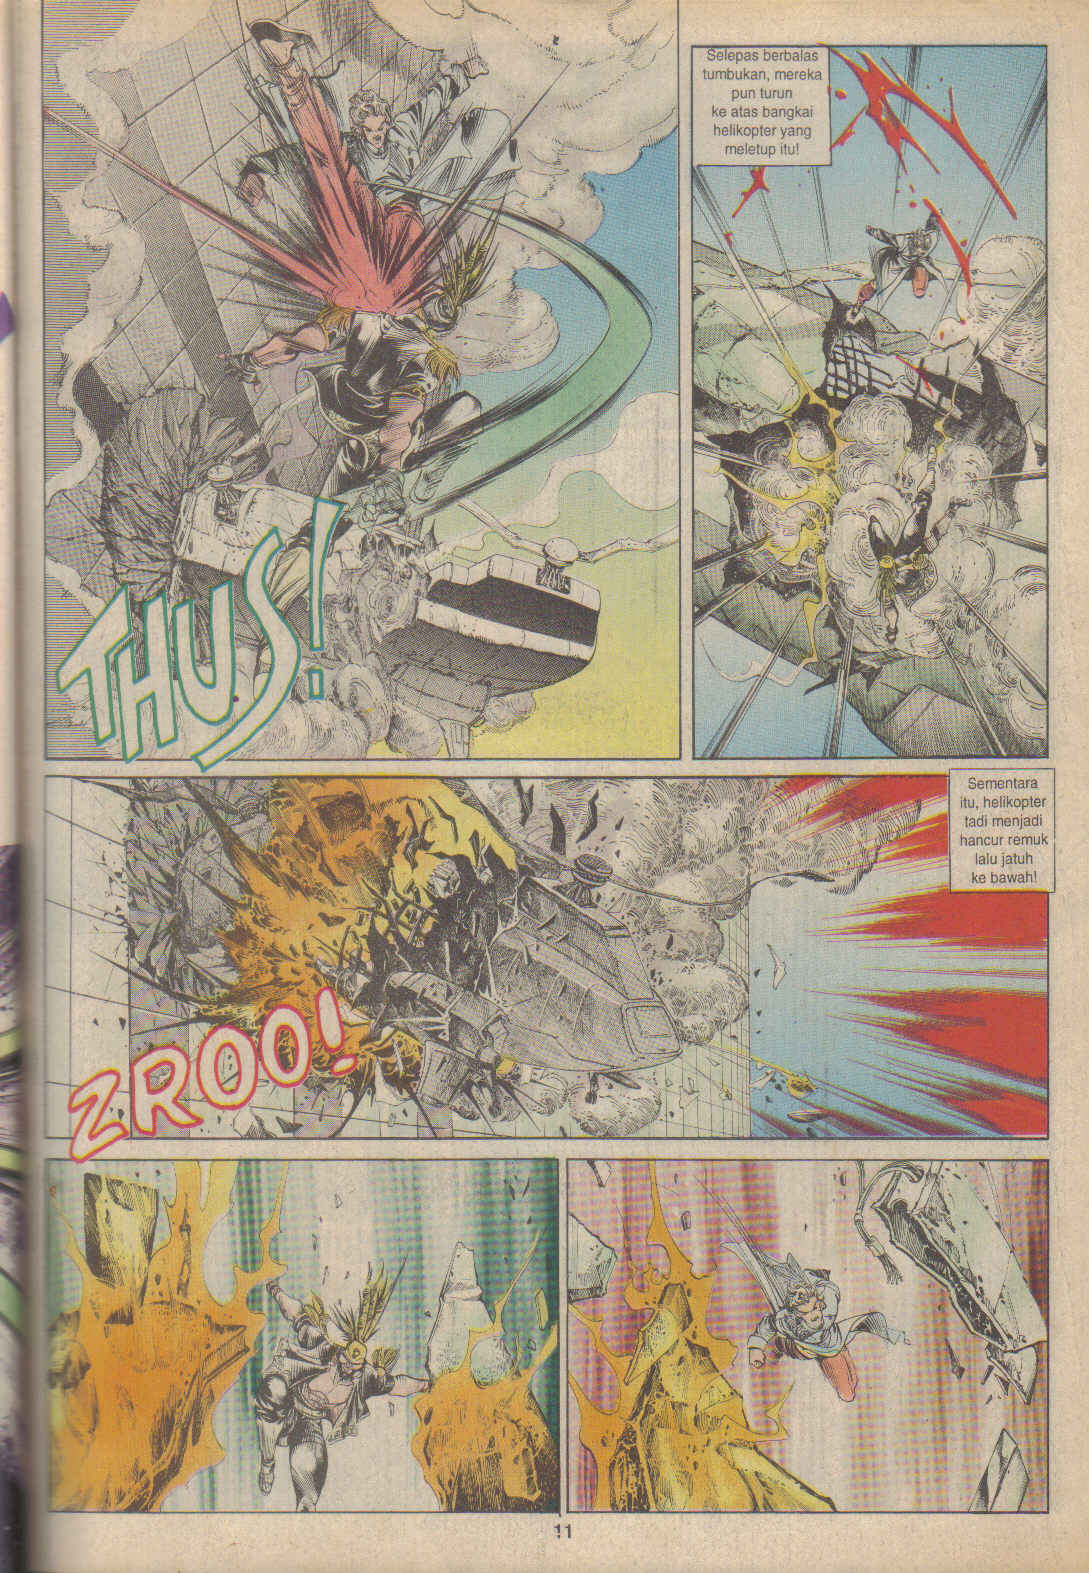 THUS!
Selepas berbalas
tumbukan, mereka
pun turun
ke atas bangkai
helikopter yang
meletup itu!
Sementara
itu, helikopter
tadi menjadi
hancur remuk
lalu jatuh
ke bawah!
ZROO!
11